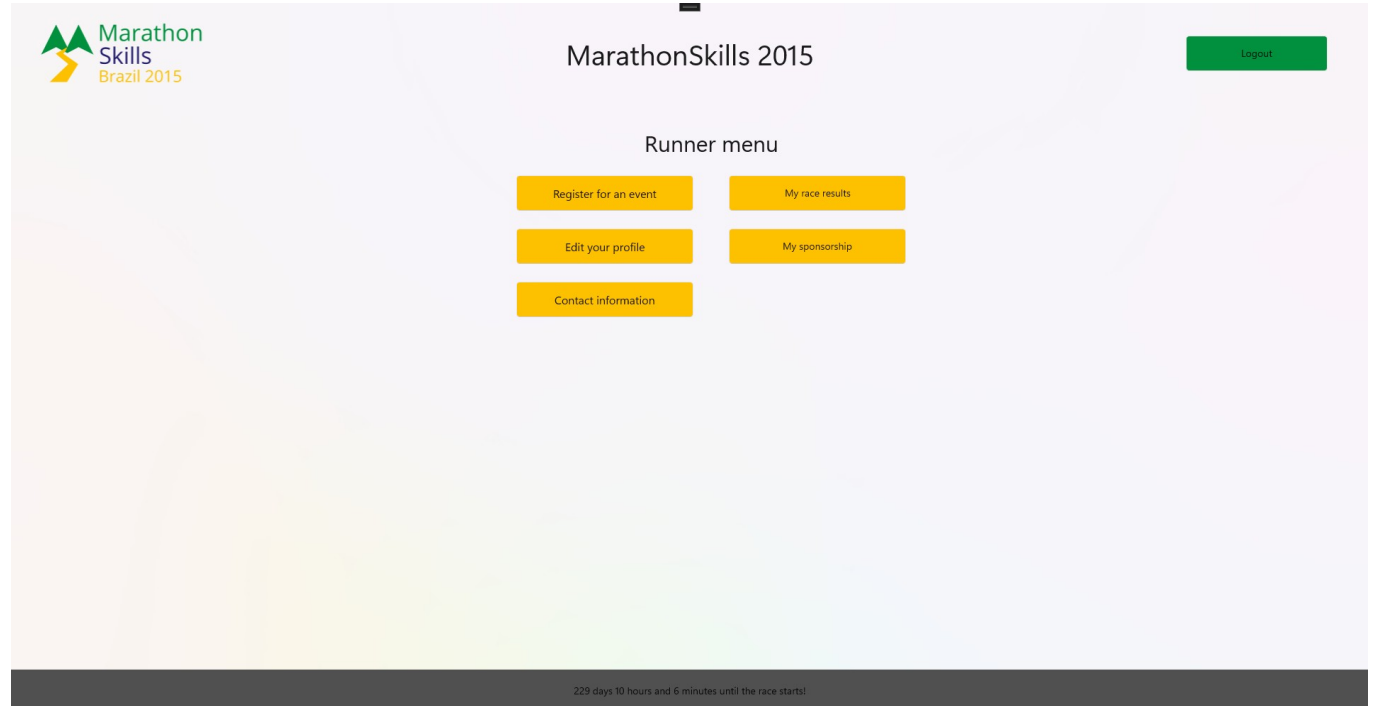 Marathon
Skills
Brazil 2015
MarathonSkills 2015
Logout
Runner menu
Register for an event
My race results
Edit your profile
My sponsorship
Contact information
229 days 10 hours and 6 minutes until the race starts!